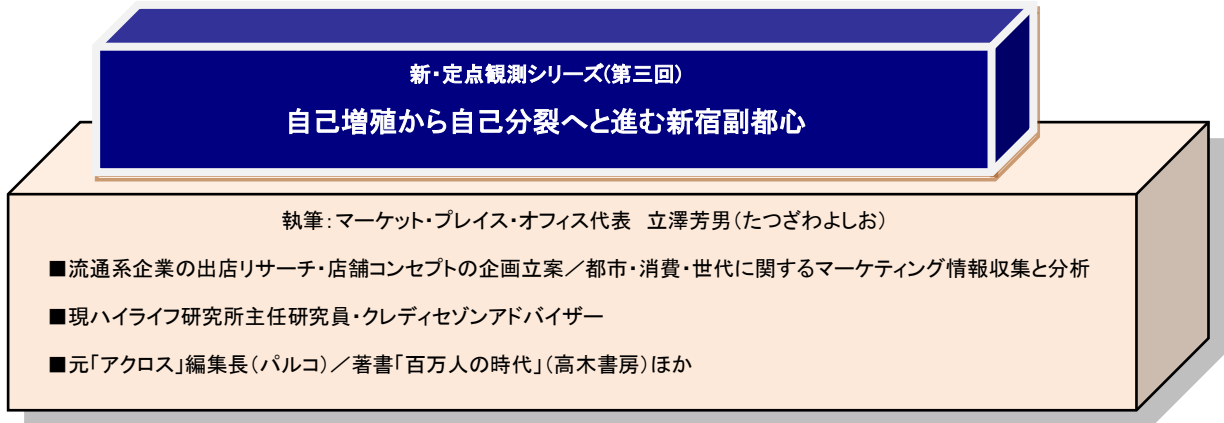 新・定点観測シリーズ(第三回)
自己増殖から自己分裂へと進む新宿副都心
執筆：マーケット・プレイス・オフィス代表　立澤芳男（たつざわよしお）
■流通系企業の出店リサーチ・店舗コンセプトの企画立案／都市・消費・世代に関するマーケティング情報収集と分析
■現ハイライフ研究所主任研究員・クレディセゾンアドバイザー
■元「アクロス」編集長（パルコ）／著書「百万人の時代」（高木書房）ほか